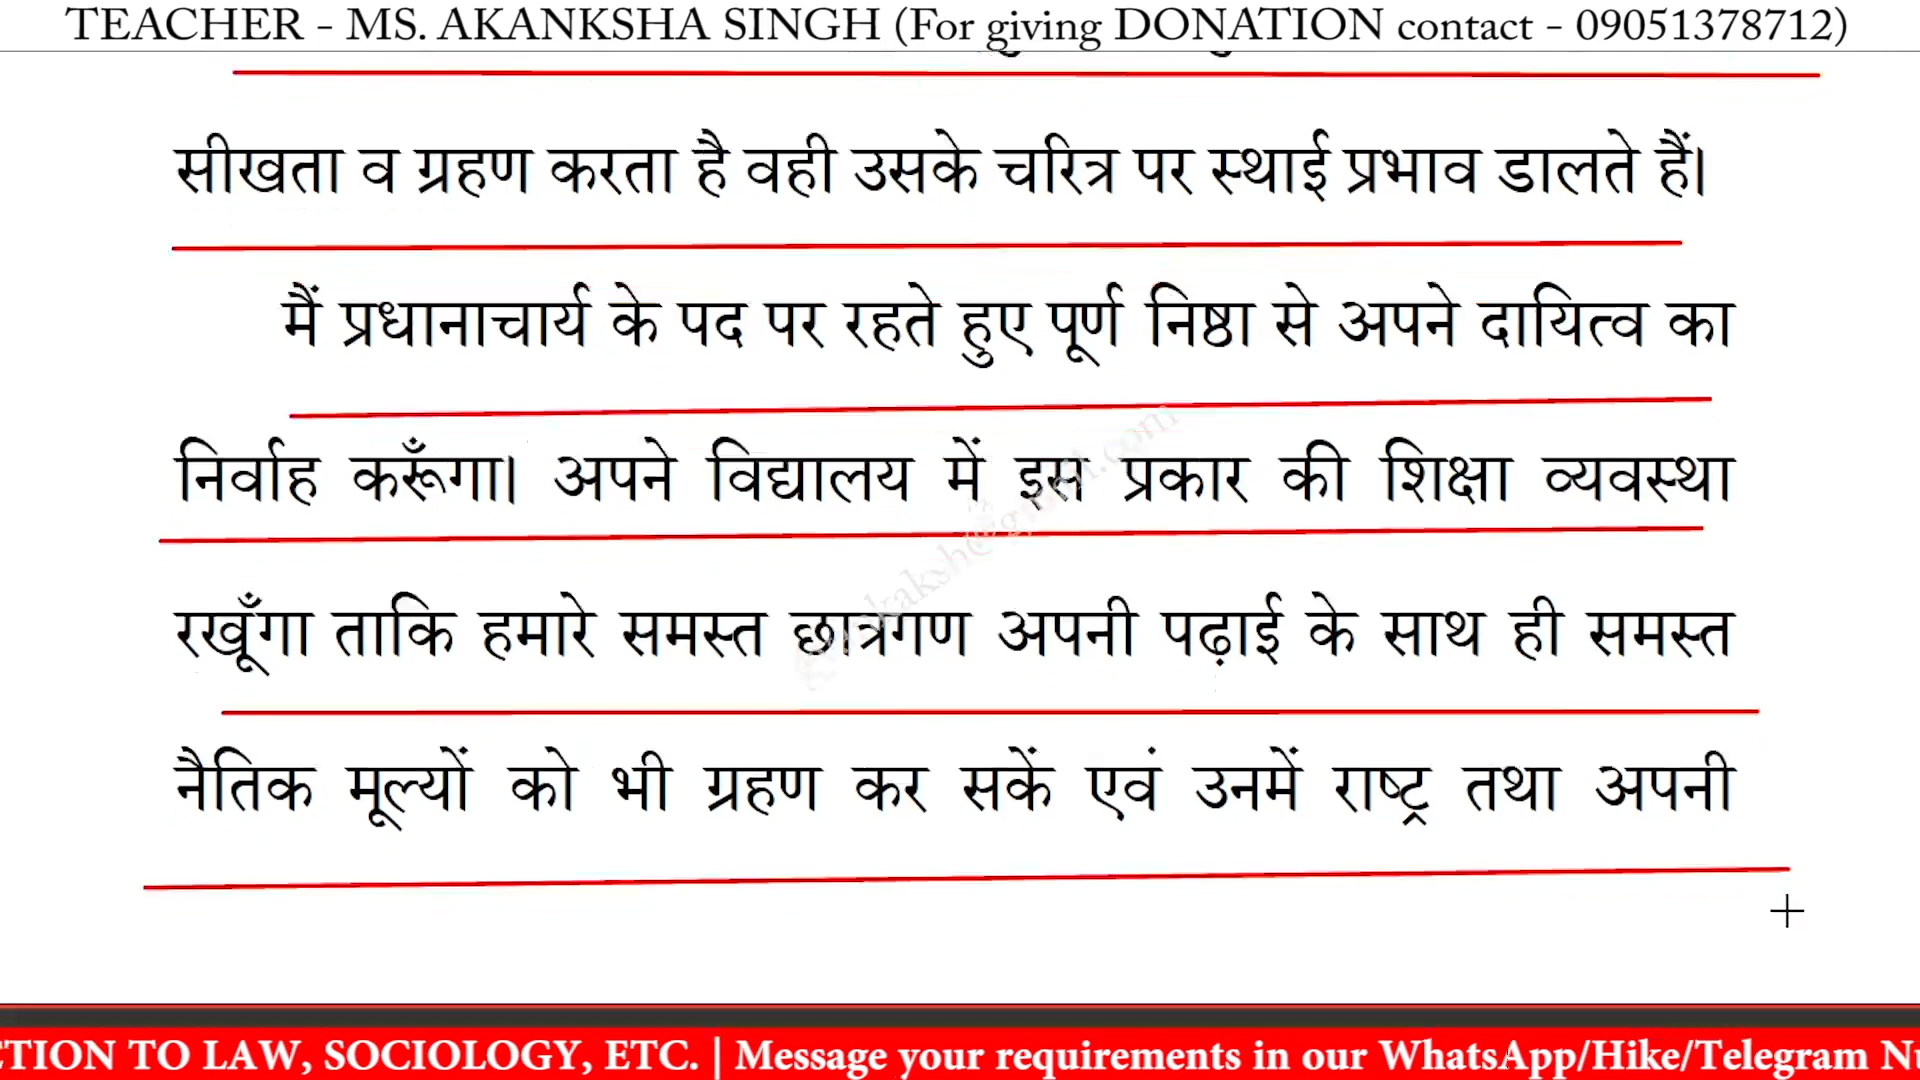 TEACHER - MS. AKANKSHA SINGH (For giving DONATION contact - 09051378712)
सीखता व ग्रहण करता है वही उसके चरित्र पर स्थाई प्रभाव डालते हैं।
मैं प्रधानाचार्य के पद पर रहते हुए पूर्ण निष्ठा से अपने दायित्व का
निर्वाह करूँगा। अपने विद्यालय में इस प्रकार की शिक्षा व्यवस्था
रखूँगा ताकि हमारे समस्त छात्रगण अपनी पढ़ाई के साथ ही समस्त
नैतिक मूल्यों को भी ग्रहण कर सकें एवं उनमें राष्ट्र तथा अपनी
CTION TO LAW, SOCIOLOGY, ETC. | Message your requirements in our WhatsApp/Hike/Telegram Nu